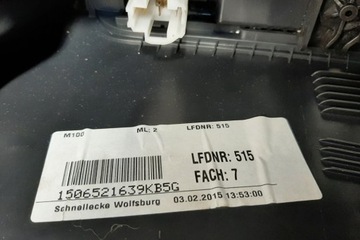 M100 ML: 2 LFDNR: 515
LFDNR: 515
FACH: 7
1506521639KB5G
Schnellecke Wolfsburg 03.02.2015 13:53:00